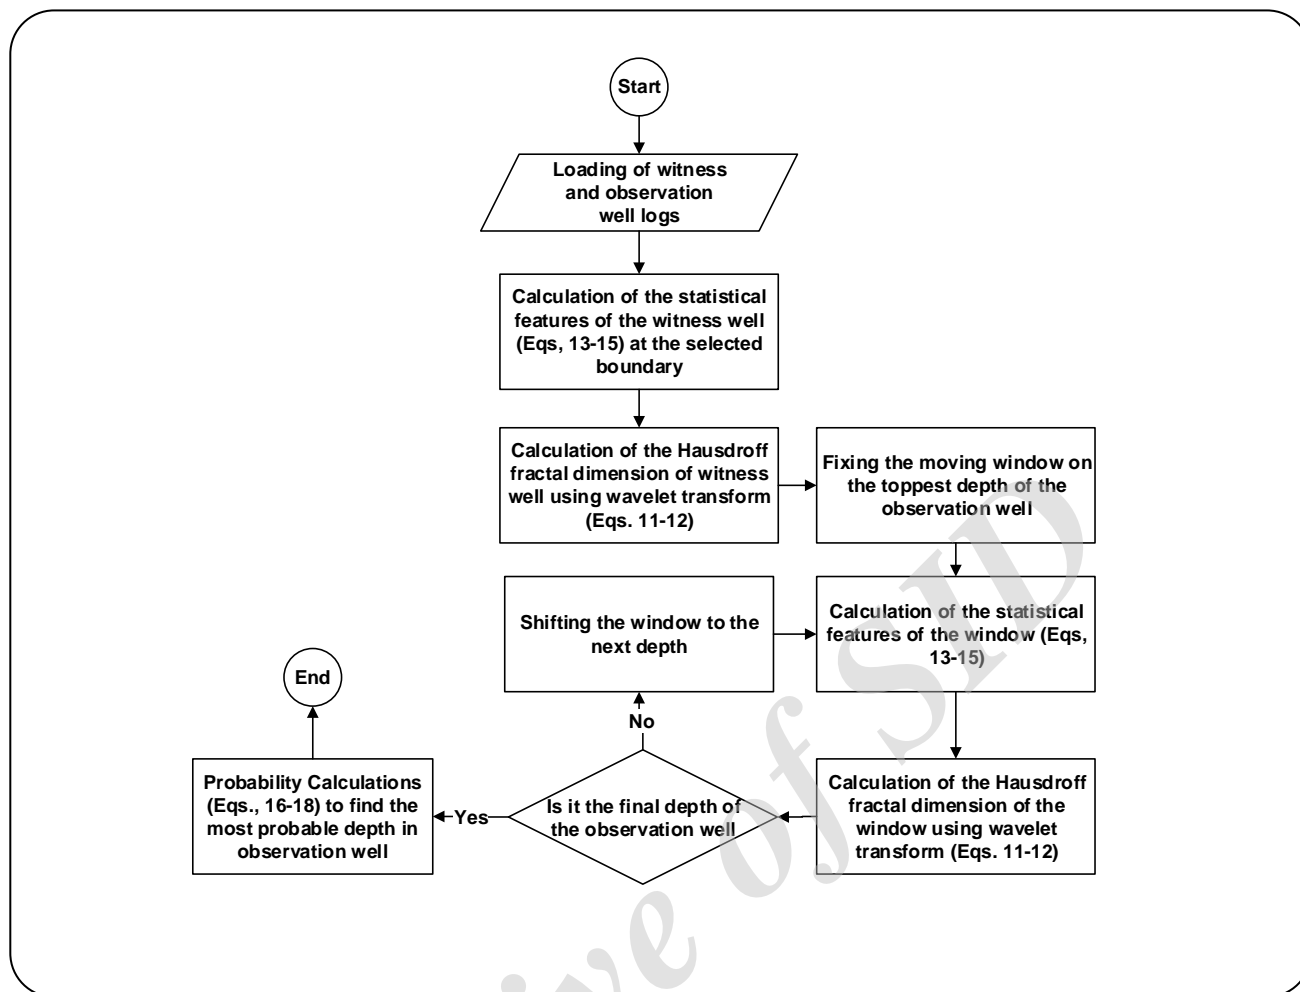 Start
Loading of witness
and observation
well logs
Calculation of the statistical
features of the witness well
(Eqs, 13-15) at the selected
boundary
Calculation of the Hausdroff
fractal dimension of witness
well using wavelet transform
(Eqs. 11-12)
Fixing the moving window on
the toppest depth of the
observation well
Shifting the window to the
next depth
Calculation of the statistical
features of the window (Eqs,
13-15)
End
No
Probability Calculations
(Eqs., 16-18) to find the
most probable depth in
observation well
Yes
Is it the final depth of
the observation well
Calculation of the Hausdroff
fractal dimension of the
window using wavelet
transform (Eqs. 11-12)
ive of SID